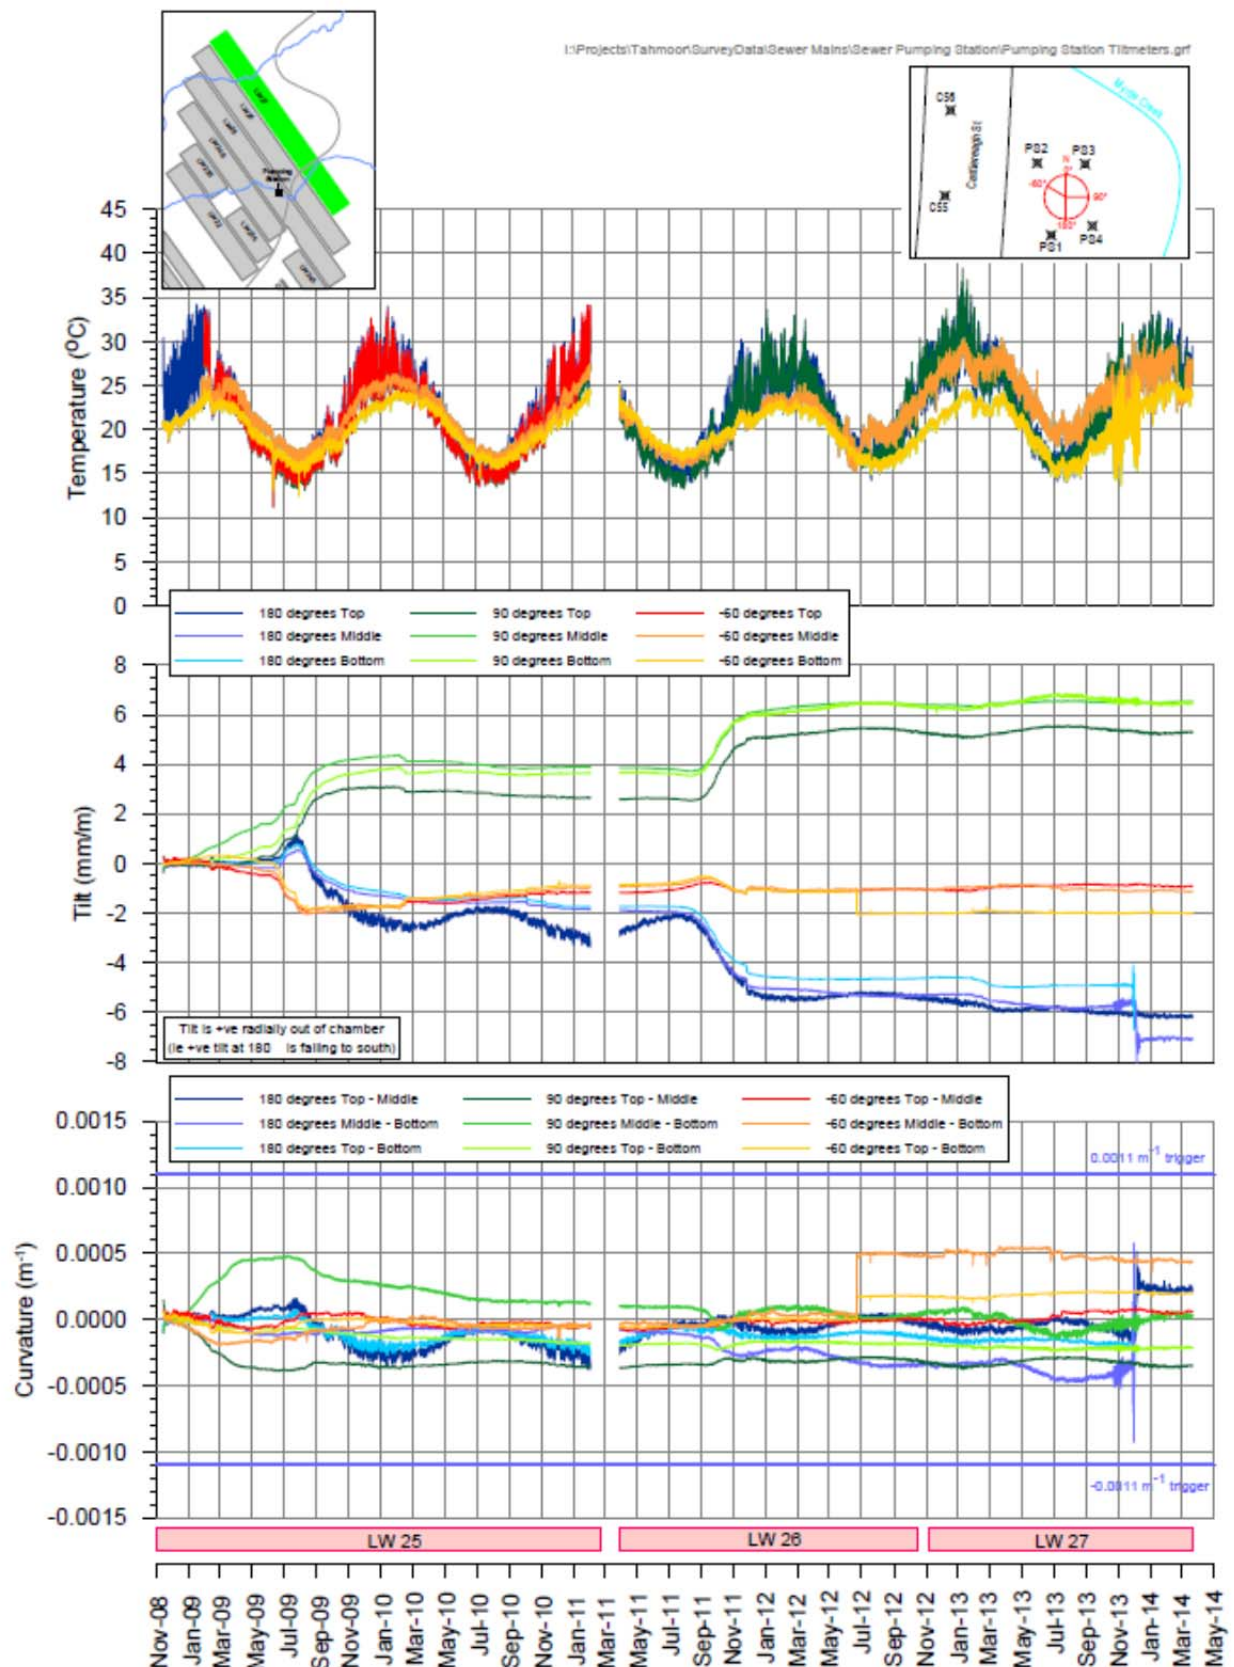 I:\Projects\Tahmoor\SurveyData\Sewer Mains\Sewer Pumping Station\Pumping Station Tiltmeters.grf
Pumping
Station
Myrtle Creek
C56
Castlereagh St
PS2
PS3
N
0°
-60°
90°
C55
180°
PS1
PS4
45
40
35
30
25
20
15
10
5
0
Temperature (ºC)
180 degrees Top 90 degrees Top -60 degrees Top
180 degrees Middle 90 degrees Middle -60 degrees Middle
180 degrees Bottom 90 degrees Bottom -60 degrees Bottom
8
6
4
2
0
-2
-4
-6
-8
Tilt (mm/m)
Tilt is +ve radially out of chamber
(ie +ve tilt at 180 is falling to south)
180 degrees Top - Middle 90 degrees Top - Middle -60 degrees Top - Middle
180 degrees Middle - Bottom 90 degrees Middle - Bottom -60 degrees Middle - Bottom
180 degrees Top - Bottom 90 degrees Top - Bottom -60 degrees Top - Bottom
0.0015
0.0010
0.0005
0.0000
-0.0005
-0.0010
-0.0015
Curvature (m⁻¹)
0.0011 m⁻¹ trigger
-0.0011 m⁻¹ trigger
LW 25 LW 26 LW 27
Nov-08
Jan-09
Mar-09
May-09
Jul-09
Sep-09
Nov-09
Jan-10
Mar-10
May-10
Jul-10
Sep-10
Nov-10
Jan-11
Mar-11
May-11
Jul-11
Sep-11
Nov-11
Jan-12
Mar-12
May-12
Jul-12
Sep-12
Nov-12
Jan-13
Mar-13
May-13
Jul-13
Sep-13
Nov-13
Jan-14
Mar-14
May-14